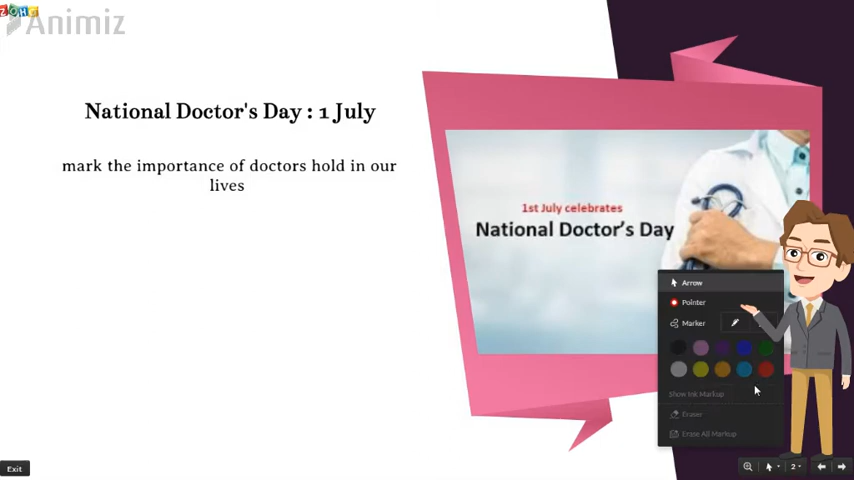 ZOHO
Animiz
National Doctor's Day : 1 July
mark the importance of doctors hold in our
lives
1st July celebrates
National Doctor's Day
Arrow
Pointer
Marker
Show Ink Markup
Eraser
Erase All Markup
Exit
2